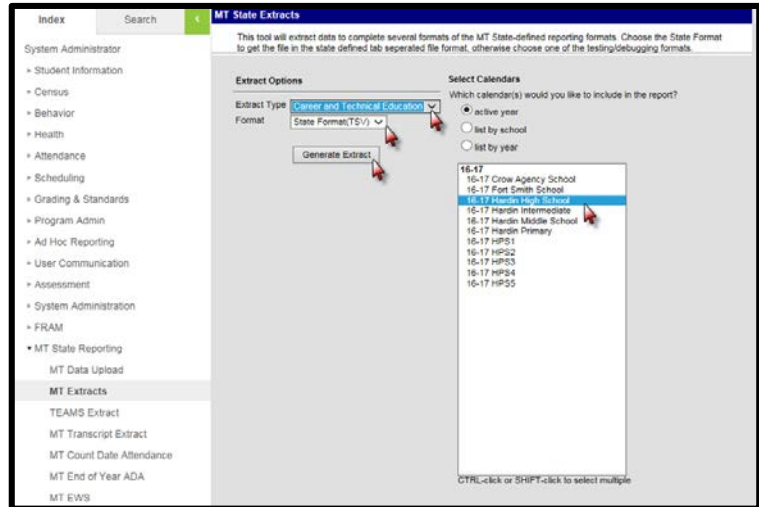 Index
Search
<
System Administrator
Student Information
Census
Behavior
Health
Attendance
Scheduling
Grading & Standards
Program Admin
Ad Hoc Reporting
User Communication
Assessment
System Administration
FRAM
MT State Reporting
MT Data Upload
MT Extracts
TEAMS Extract
MT Transcript Extract
MT Count Date Attendance
MT End of Year ADA
MT EWS
MT State Extracts
This tool will extract data to complete several formats of the MT State-defined reporting formats. Choose the State Format
to get the file in the state defined tab seperated file format, otherwise choose one of the testing/debugging formats.
Extract Options
Extract Type Career and Technical Education
Format State Format(TSV)
Generate Extract
Select Calendars
Which calendar(s) would you like to include in the report?
active year
list by school
list by year
16-17
16-17 Crow Agency School
16-17 Fort Smith School
16-17 Hardin High School
16-17 Hardin Intermediate
16-17 Hardin Middle School
16-17 Hardin Primary
16-17 HPS1
16-17 HPS2
16-17 HPS3
16-17 HPS4
16-17 HPS5
CTRL-click or SHIFT-click to select multiple